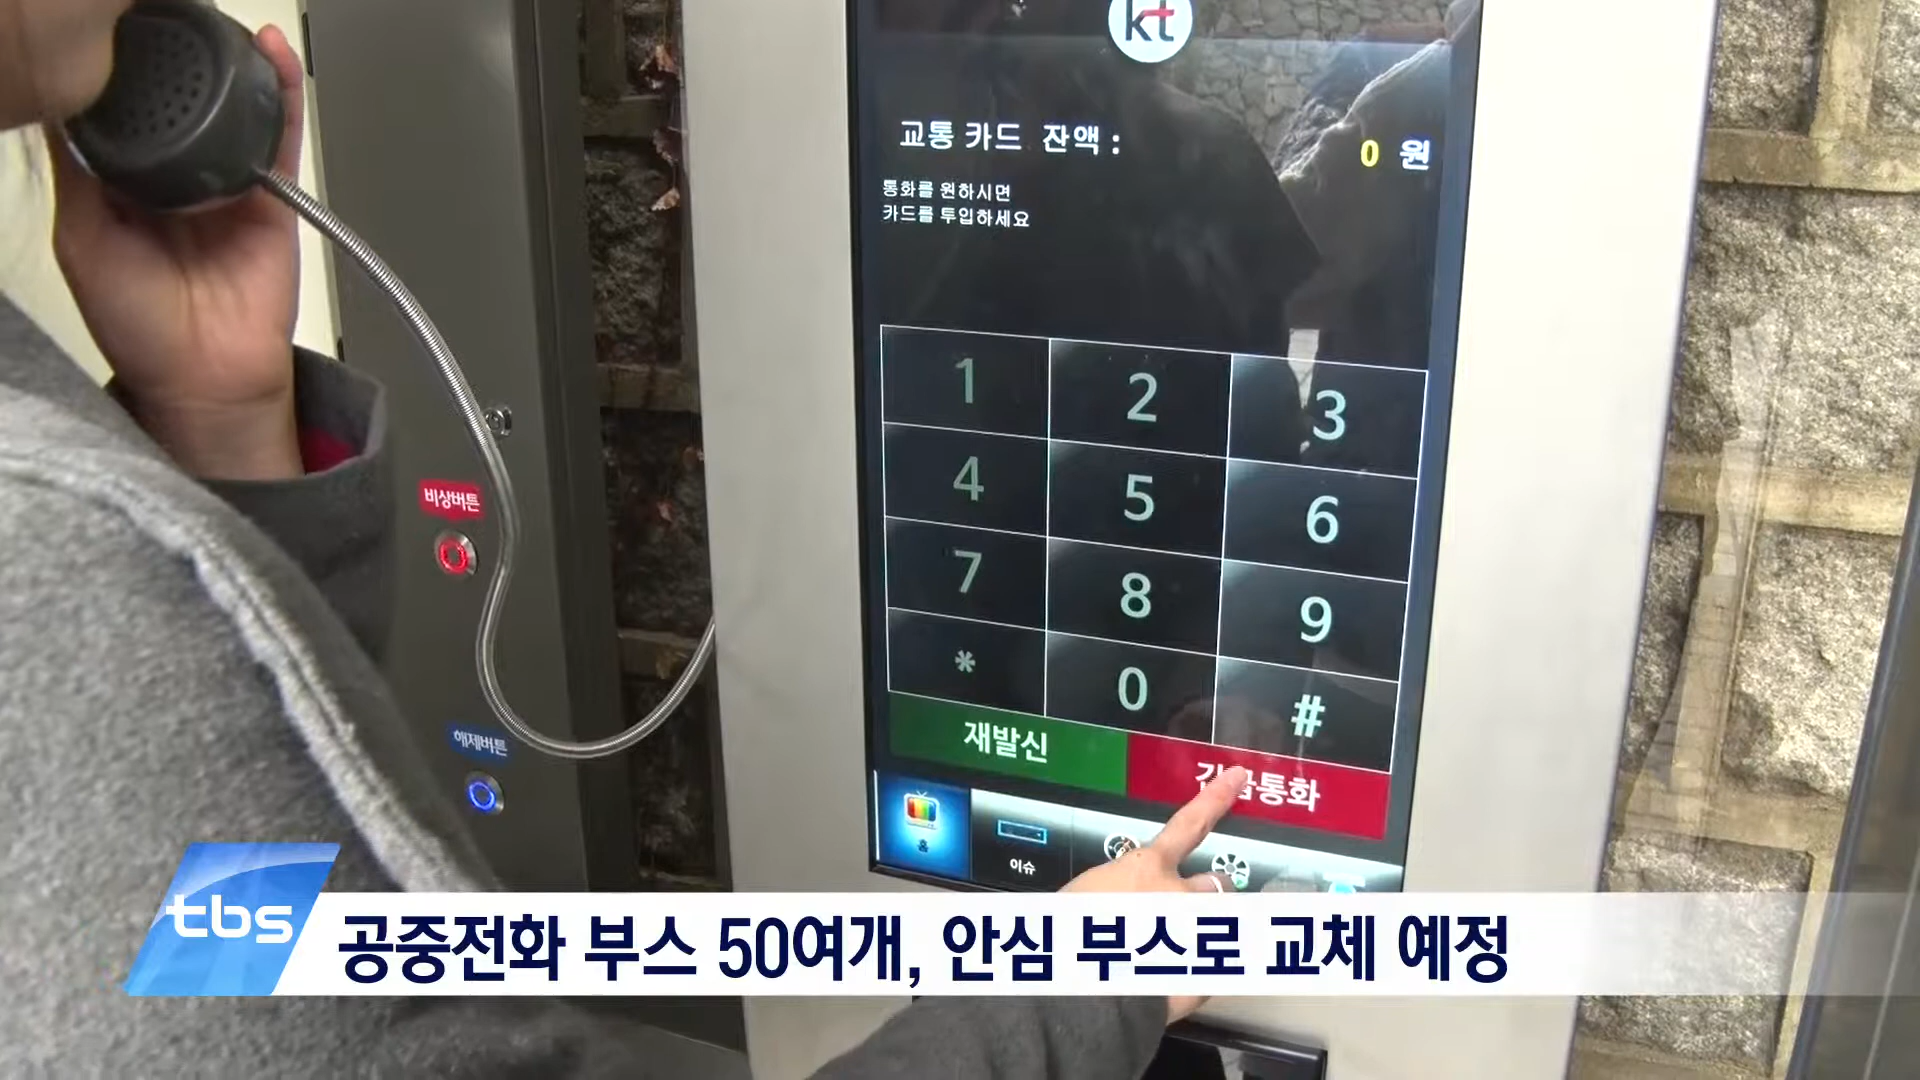 kt
교통 카드 잔액 : 0 원
통화를 원하시면
카드를 투입하세요
1 2 3
4 5 6
7 8 9
* 0 #
비상버튼
해제버튼
재발신
긴급통화
홈
이슈
tbs
공중전화 부스 50여개, 안심 부스로 교체 예정